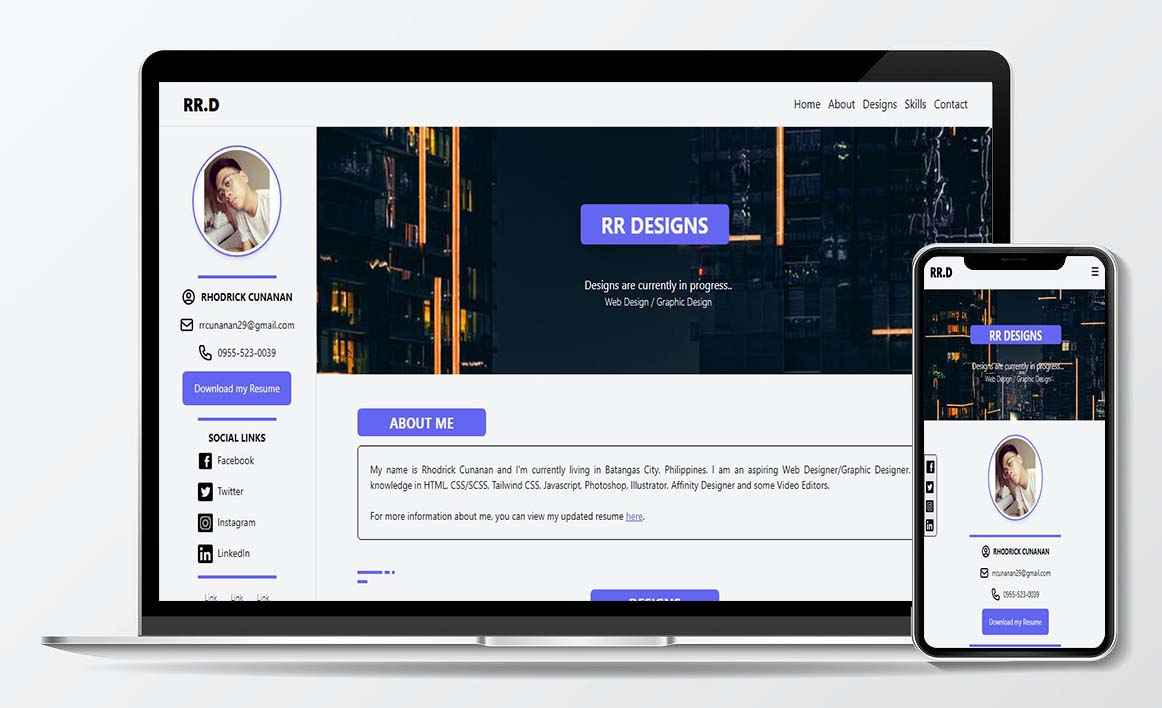 RR.D
Home About Designs Skills Contact
RHODRICK CUNANAN
rrcunanan29@gmail.com
0955-523-0039
Download my Resume
SOCIAL LINKS
Facebook
Twitter
Instagram
LinkedIn
Link Link Link
RR DESIGNS
Designs are currently in progress..
Web Design / Graphic Design
ABOUT ME
My name is Rhodrick Cunanan and I'm currently living in Batangas City, Philippines. I am an aspiring Web Designer/Graphic Designer.
knowledge in HTML, CSS/SCSS, Tailwind CSS, Javascript, Photoshop, Illustrator, Affinity Designer and some Video Editors.
For more information about me, you can view my updated resume here.
DESIGNS
RR.D
RR DESIGNS
Designs are currently in progress..
Web Design / Graphic Design
RHODRICK CUNANAN
rrcunanan29@gmail.com
0955-523-0039
Download my Resume